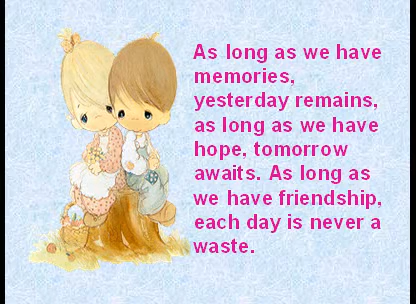 As long as we have
memories,
yesterday remains,
as long as we have
hope, tomorrow
awaits. As long as
we have friendship,
each day is never a
waste.